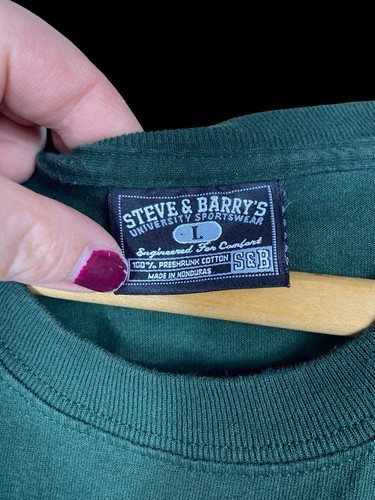 STEVE & BARRY'S
UNIVERSITY SPORTSWEAR
L
Engineered For Comfort
100% PRESHRUNK COTTON
MADE IN HONDURAS
S&B